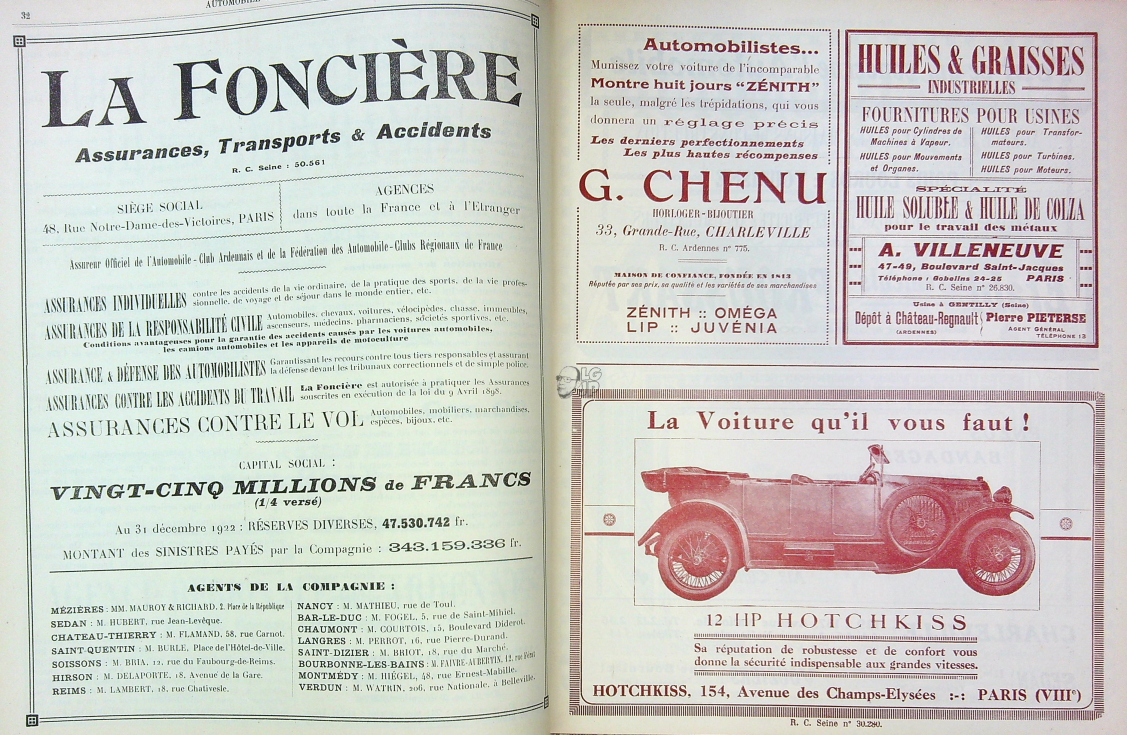 32
AUTOMOBILE
LA FONCIÈRE
Assurances, Transports & Accidents
R. C. Seine : 50.561
SIÈGE SOCIAL
48, Rue Notre-Dame-des-Victoires, PARIS
AGENCES
dans toute la France et à l'Etranger
Assureur Officiel de l'Automobile-Club Ardennais et de la Fédération des Automobile-Clubs Régionaux de France
ASSURANCES INDIVIDUELLES contre les accidents de la vie ordinaire, de la pratique des sports, de la vie profes-
sionnelle, de voyage et de séjour dans le monde entier, etc.
ASSURANCES DE LA RESPONSABILITÉ CIVILE Automobiles, chevaux, voitures, vélocipèdes, chasse, immeubles,
ascenseurs, médecins, pharmaciens, sociétés sportives, etc.
Conditions avantageuses pour la garantie des accidents causés par les voitures automobiles,
les camions automobiles et les appareils de motoculture
ASSURANCE & DÉFENSE DES AUTOMOBILISTES Garantissant les recours contre tous tiers responsables et assurant
la défense devant les tribunaux correctionnels et de simple police.
ASSURANCES CONTRE LES ACCIDENTS DU TRAVAIL La Foncière est autorisée à pratiquer les Assurances
souscrites en exécution de la loi du 9 Avril 1898.
ASSURANCES CONTRE LE VOL Automobiles, mobiliers, marchandises,
espèces, bijoux, etc.
CAPITAL SOCIAL :
VINGT-CINQ MILLIONS de FRANCS
(1/4 versé)
Au 31 décembre 1922 : RÉSERVES DIVERSES, 47.530.742 fr.
MONTANT des SINISTRES PAYÉS par la Compagnie : 343.159.336 fr.
AGENTS DE LA COMPAGNIE :
MÉZIÈRES : MM. MAUROY & RICHARD, 2, Place de la République
SEDAN : M. HUBERT, rue Jean-Levêque.
CHATEAU-THIERRY : M. FLAMAND, 58, rue Carnot.
SAINT-QUENTIN : M. BURLE, Place de l'Hôtel-de-Ville.
SOISSONS : M. BRIA, 12, rue du Faubourg-de-Reims.
HIRSON : M. DELAPORTE, 18, Avenue de la Gare.
REIMS : M. LAMBERT, 18, rue Chativesle.
NANCY : M. MATHIEU, rue de Toul.
BAR-LE-DUC : M. FOGEL, 5, rue de Saint-Mihiel.
CHAUMONT : M. COURTOIS, 15, Boulevard Diderot.
LANGRES : M. PERROT, 16, rue Pierre-Durand.
SAINT-DIZIER : M. BRIOT, 18, rue du Marché.
BOURBONNE-LES-BAINS : M. FAIVRE-AUBERTIN, 12, rue
MONTMÉDY : M. HIÉGEL, 48, rue Ernest-Mabille.
VERDUN : M. WATRIN, 206, rue Nationale, à Belleville.
Automobilistes...
Munissez votre voiture de l'incomparable
Montre huit jours "ZÉNITH"
la seule, malgré les trépidations, qui vous
donnera un réglage précis
Les derniers perfectionnements
Les plus hautes récompenses
G. CHENU
HORLOGER-BIJOUTIER
33, Grande-Rue, CHARLEVILLE
R. C. Ardennes n° 775.
MAISON DE CONFIANCE, FONDÉE EN 1813
Réputée par ses prix, sa qualité et les variétés de ses marchandises
ZÉNITH :: OMÉGA
LIP :: JUVÉNIA
HUILES & GRAISSES
INDUSTRIELLES
FOURNITURES POUR USINES
HUILES pour Cylindres de
Machines à Vapeur.
HUILES pour Mouvements
et Organes.
HUILES pour Transfor-
mateurs.
HUILES pour Turbines.
HUILES pour Moteurs.
SPÉCIALITÉ
HUILE SOLUBLE & HUILE DE COLZA
pour le travail des métaux
A. VILLENEUVE
47-49, Boulevard Saint-Jacques
Téléphone : Gobelins 24-25 PARIS
R. C. Seine n° 26.830.
Usine à GENTILLY (Seine)
Dépôt à Château-Regnault
(ARDENNES)
Pierre PIETERSE
AGENT GÉNÉRAL
TÉLÉPHONE 13
La Voiture qu'il vous faut !
12 HP HOTCHKISS
Sa réputation de robustesse et de confort vous
donne la sécurité indispensable aux grandes vitesses.
HOTCHKISS, 154, Avenue des Champs-Elysées :-: PARIS (VIIIe)
R. C. Seine n° 30.280.